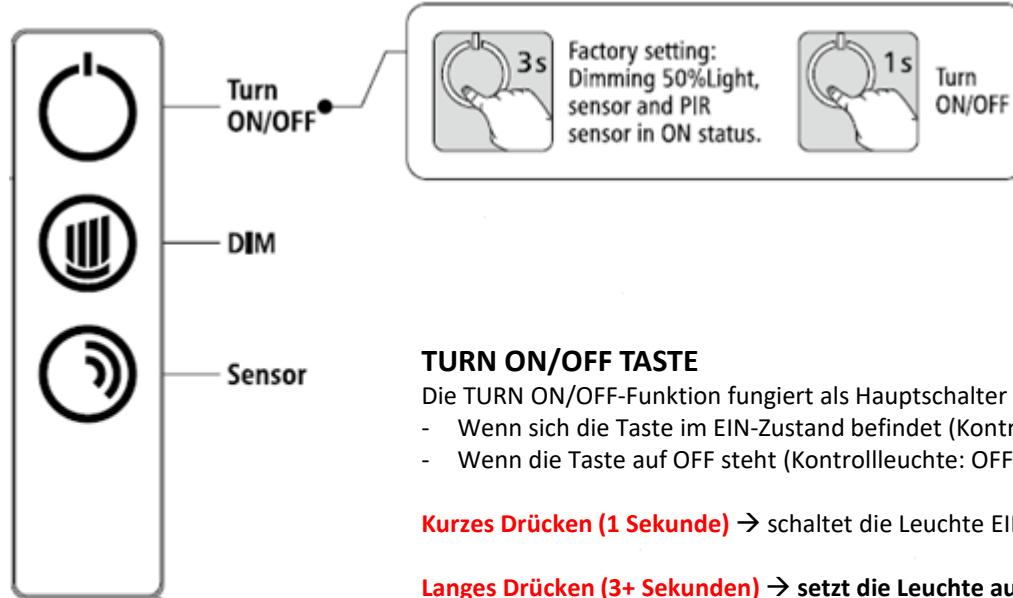 Turn
ON/OFF
DIM
Sensor
3s
Factory setting:
Dimming 50%Light,
sensor and PIR
sensor in ON status.
1s
Turn
ON/OFF
TURN ON/OFF TASTE
Die TURN ON/OFF-Funktion fungiert als Hauptschalter
- Wenn sich die Taste im EIN-Zustand befindet
- Wenn die Taste auf OFF steht (Kontrollleuchte: OFF
Kurzes Drücken (1 Sekunde) → schaltet die Leuchte
Langes Drücken (3+ Sekunden) → setzt die Leuchte